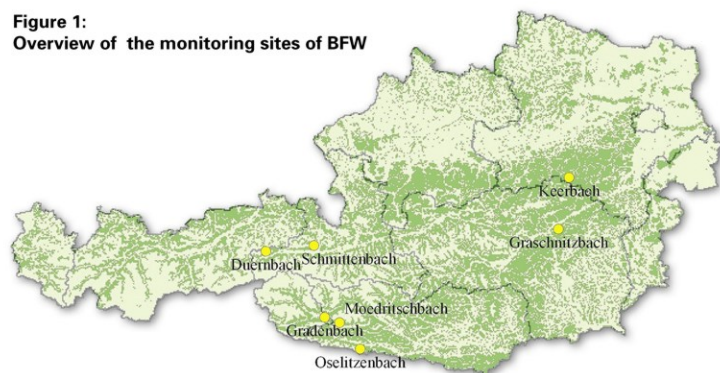 Figure 1:
Overview of the monitoring sites of BFW
Keerbach
Graschnitzbach
Duernbach
Schmittenbach
Moedritschbach
Gradenbach
Oselitzenbach